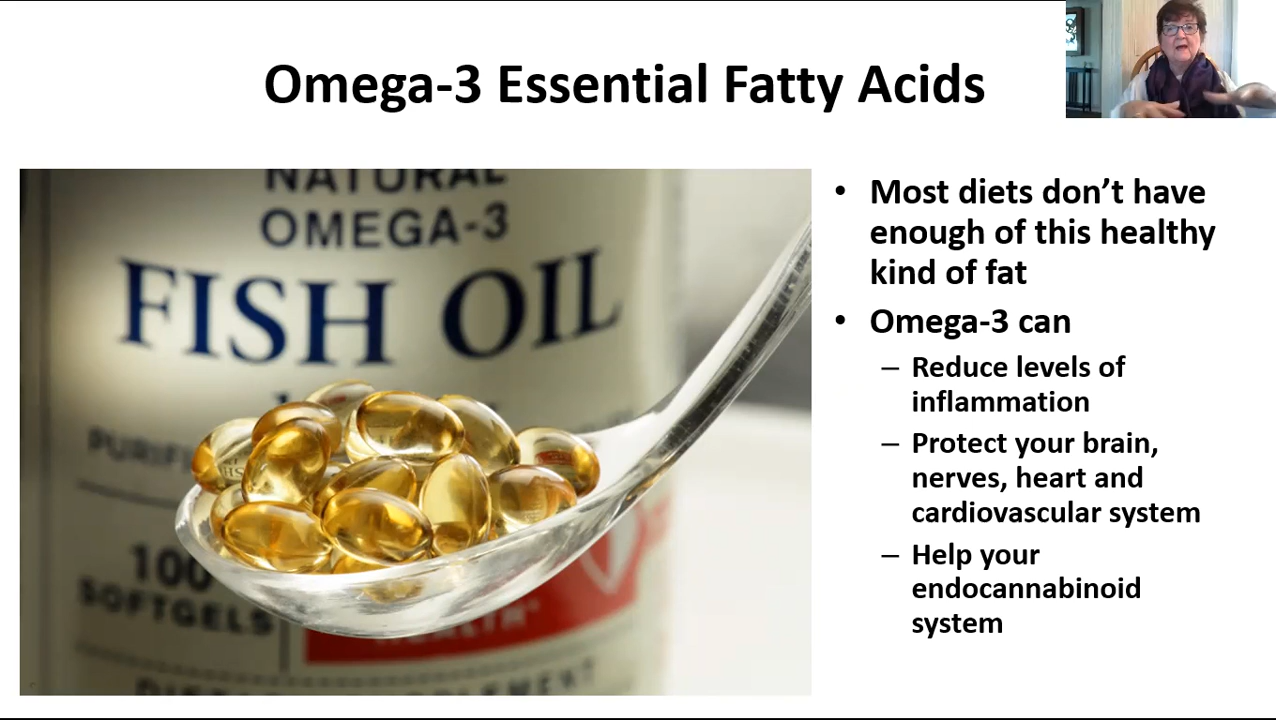 Omega-3 Essential Fatty Acids
NATURAL
OMEGA-3
FISH OIL
100
SOFTGELS
HEALTH
• Most diets don’t have
enough of this healthy
kind of fat
• Omega-3 can
– Reduce levels of
inflammation
– Protect your brain,
nerves, heart and
cardiovascular system
– Help your
endocannabinoid
system